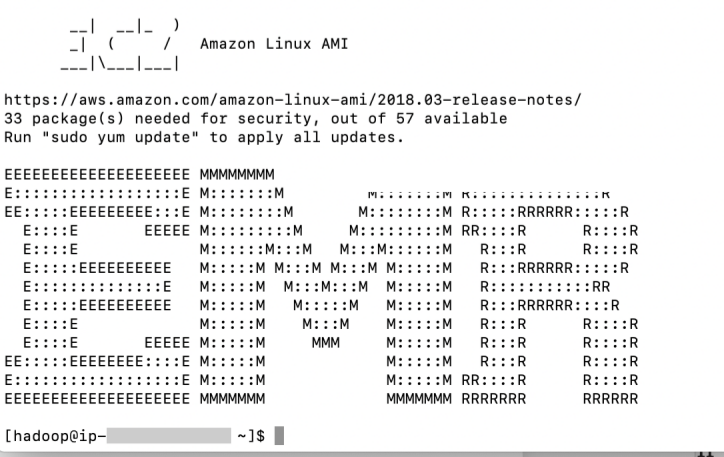 __|  __|_  )
_|  (     /   Amazon Linux AMI
___|\___|___|
https://aws.amazon.com/amazon-linux-ami/2018.03-release-notes/
33 package(s) needed for security, out of 57 available
Run "sudo yum update" to apply all updates.
EEEEEEEEEEEEEEEEEEEE MMMMMMMM
E::::::::::::::::::E M:::::::M         M:::::::M R::::::::::::::R
EE:::::EEEEEEEEE:::E M::::::::M       M::::::::M R:::::RRRRRR:::::R
  E::::E       EEEEE M:::::::::M     M:::::::::M RR::::R      R::::R
  E::::E             M::::::M:::M   M:::M::::::M   R:::R      R::::R
  E:::::EEEEEEEEEE   M:::::M M:::M M:::M M:::::M   R:::RRRRRR:::::R
  E::::::::::::::E   M:::::M  M:::M:::M  M:::::M   R:::::::::::RR
  E:::::EEEEEEEEEE   M:::::M   M:::::M   M:::::M   R:::RRRRRR::::R
  E::::E             M:::::M    M:::M    M:::::M   R:::R      R::::R
  E::::E       EEEEE M:::::M     MMM     M:::::M   R:::R      R::::R
EE:::::EEEEEEEE::::E M:::::M             M:::::M   R:::R      R::::R
E::::::::::::::::::E M:::::M             M:::::M RR::::R      R::::R
EEEEEEEEEEEEEEEEEEEE MMMMMMM             MMMMMMM RRRRRRR      RRRRRR
[hadoop@ip- ~]$